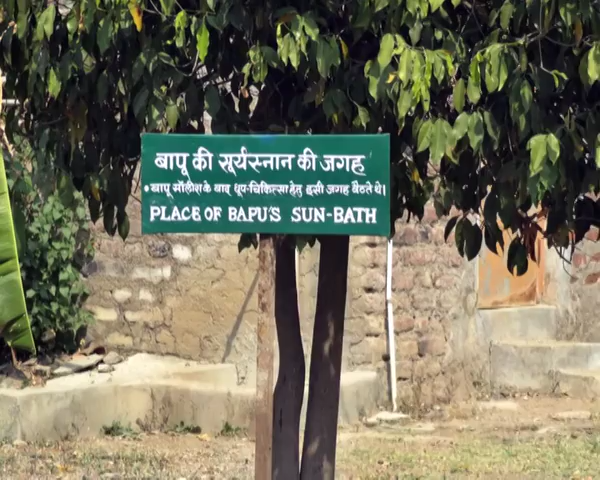 बापू की सूर्यस्नान की जगह
• बापू मॉलीश के बाद धूप-चिकित्सा हेतु इसी जगह बैठते थे।
PLACE OF BAPU'S SUN-BATH